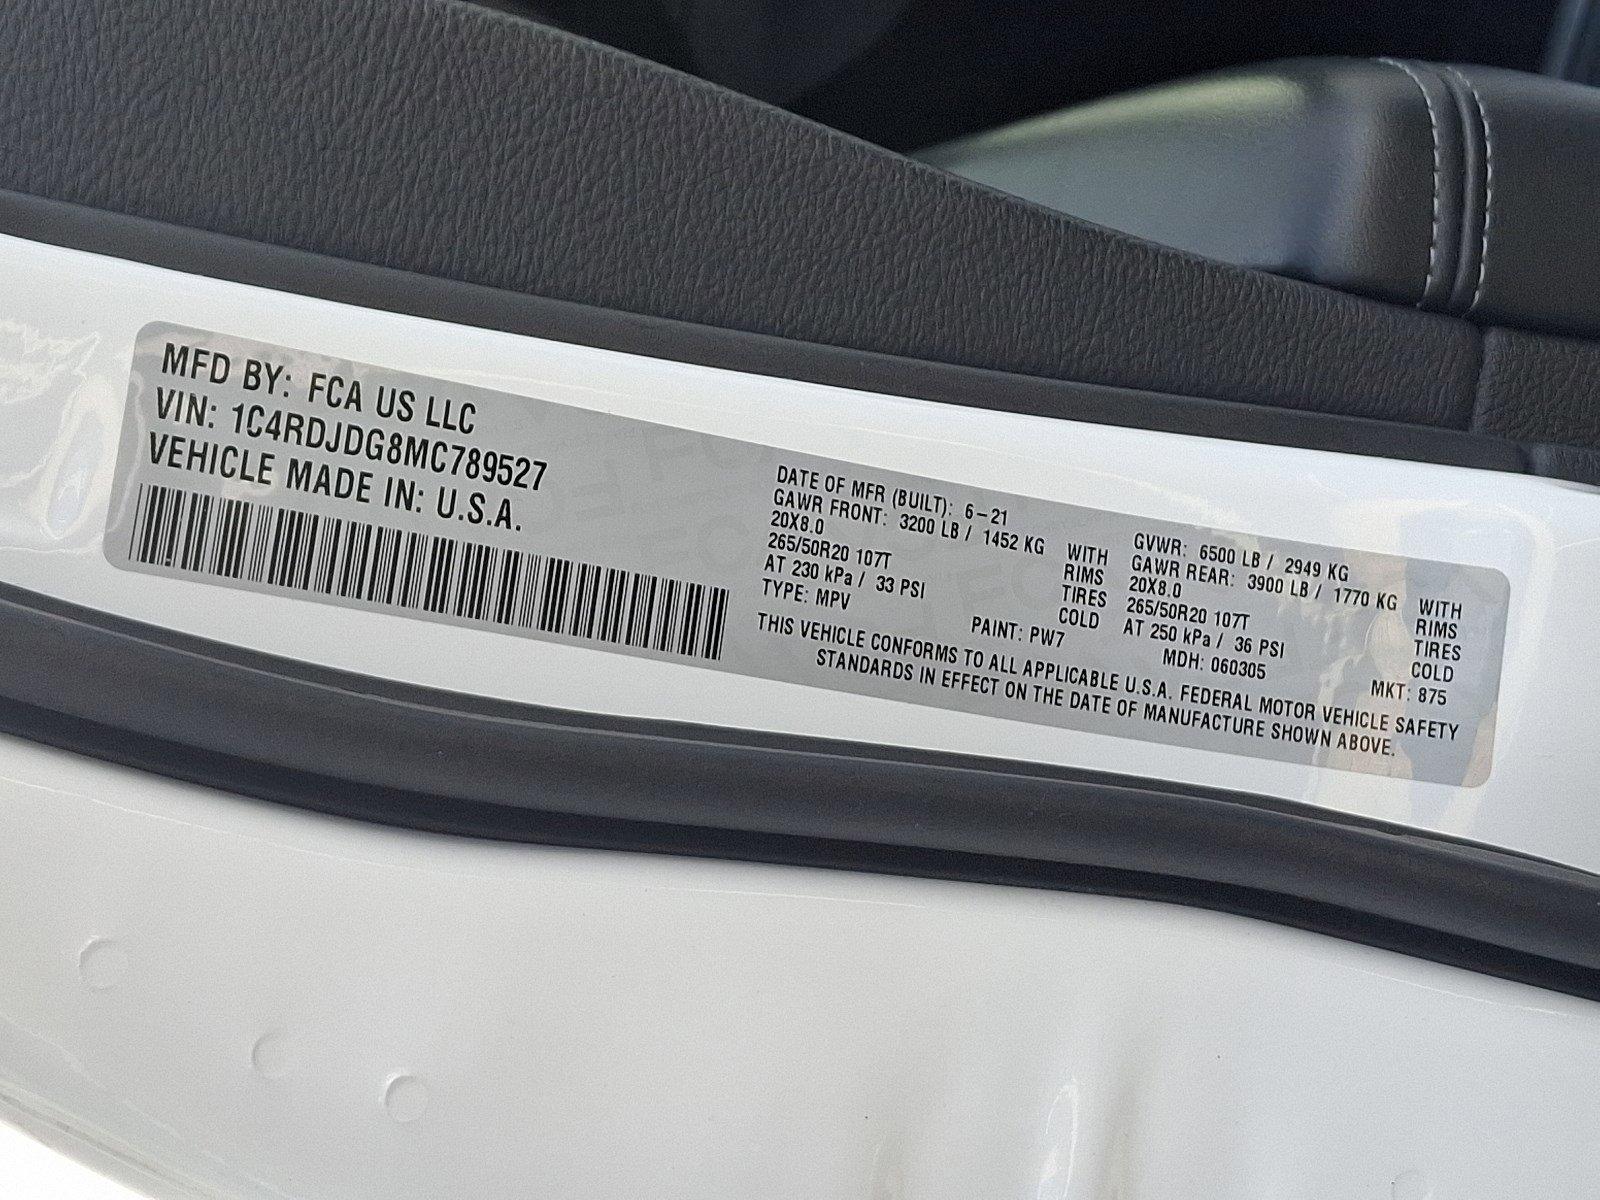 MFD BY: FCA US LLC
VIN: 1C4RDJDG8MC789527
VEHICLE MADE IN: U.S.A.
DATE OF MFR (BUILT): 6-21
GAWR FRONT: 3200 LB / 1452 KG WITH
20X8.0 RIMS
265/50R20 107T TIRES
AT 230 kPa / 33 PSI COLD
TYPE: MPV PAINT: PW7
GVWR: 6500 LB / 2949 KG
GAWR REAR: 3900 LB / 1770 KG WITH
20X8.0 RIMS
265/50R20 107T TIRES
AT 250 kPa / 36 PSI COLD
MDH: 060305 MKT: 875
THIS VEHICLE CONFORMS TO ALL APPLICABLE U.S.A. FEDERAL MOTOR VEHICLE SAFETY
STANDARDS IN EFFECT ON THE DATE OF MANUFACTURE SHOWN ABOVE.